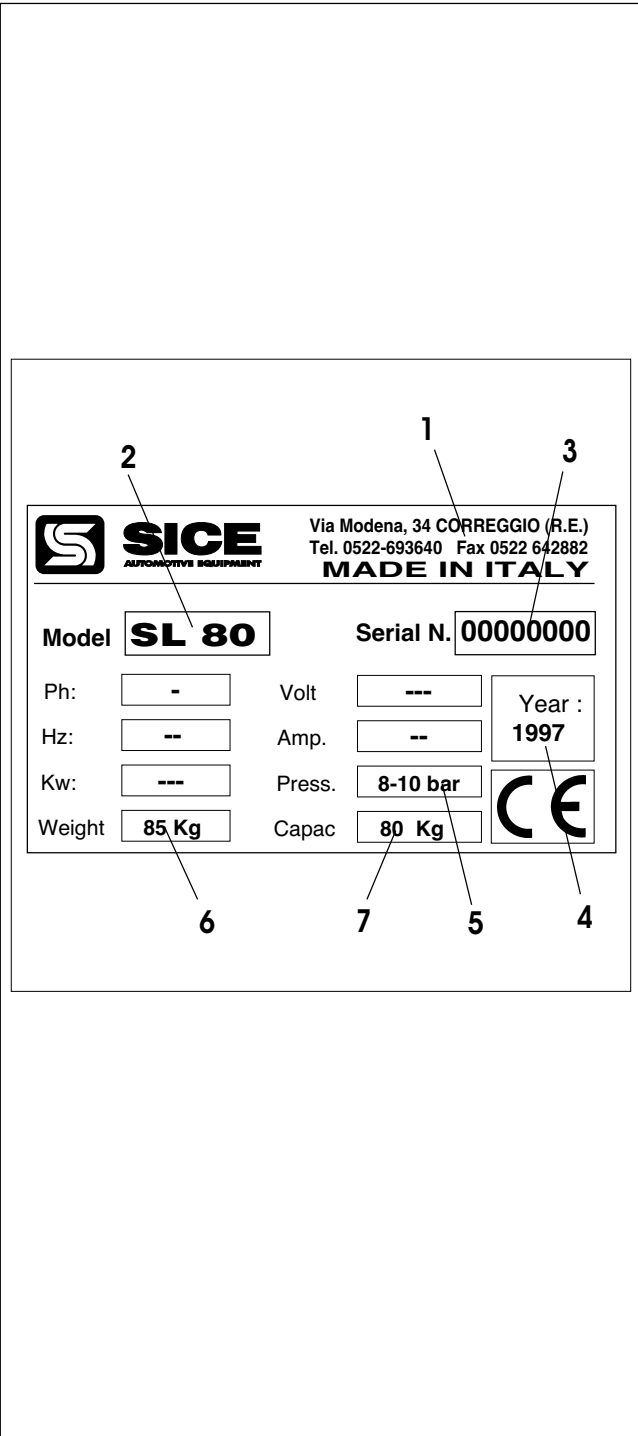 1
2
3
SICE
AUTOMOTIVE EQUIPMENT
Via Modena, 34 CORREGGIO (R.E.)
Tel. 0522-693640 Fax 0522 642882
MADE IN ITALY
Model SL 80 Serial N. 00000000
Ph: - Volt ---
Year :
1997
Hz: -- Amp. --
Kw: --- Press. 8-10 bar
CE
Weight 85 Kg Capac 80 Kg
6
7
5
4